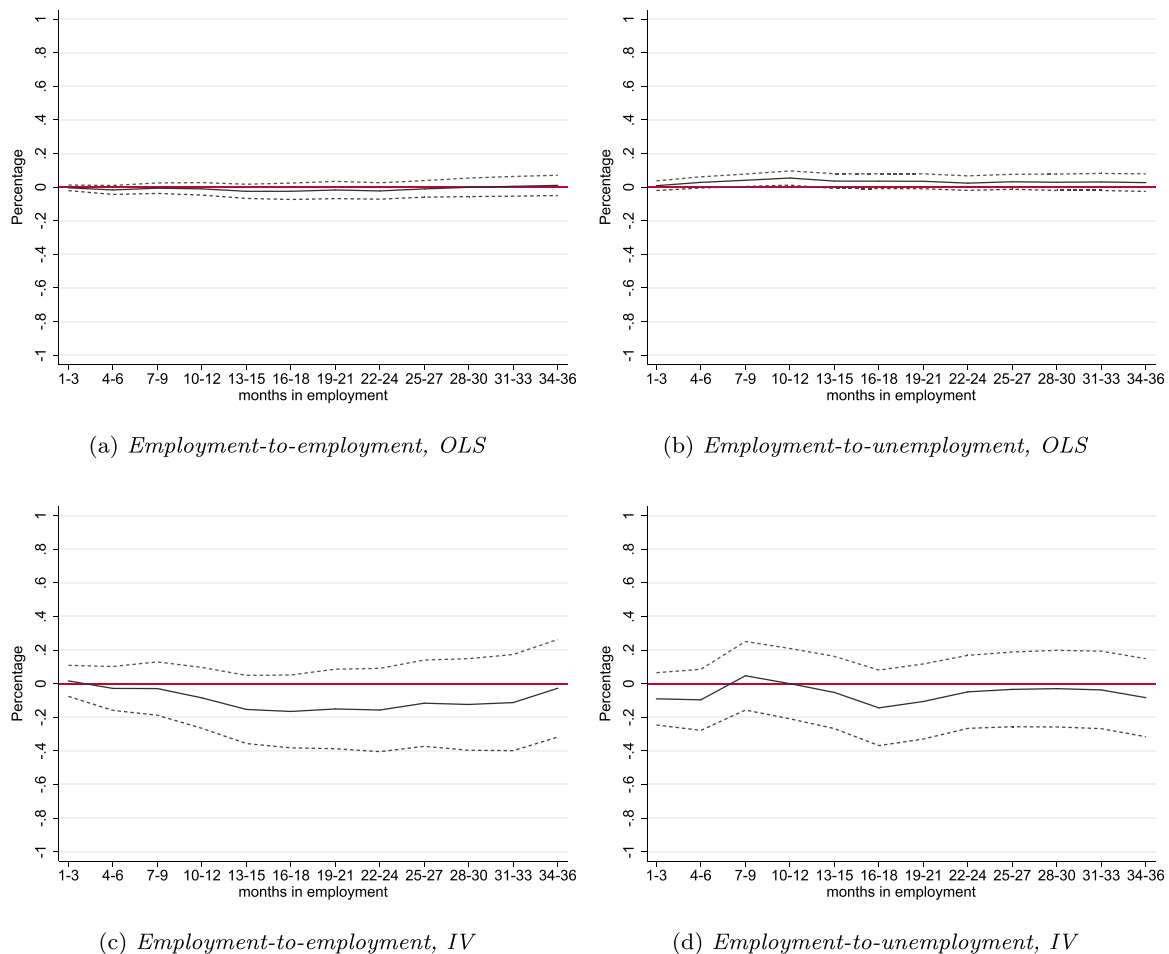 Percentage
1
.8
.6
.4
.2
0
-.2
-.4
-.6
-.8
-1
1-3 4-6 7-9 10-12 13-15 16-18 19-21 22-24 25-27 28-30 31-33 34-36
months in employment
(a) Employment-to-employment, OLS
Percentage
1
.8
.6
.4
.2
0
-.2
-.4
-.6
-.8
-1
1-3 4-6 7-9 10-12 13-15 16-18 19-21 22-24 25-27 28-30 31-33 34-36
months in employment
(b) Employment-to-unemployment, OLS
Percentage
1
.8
.6
.4
.2
0
-.2
-.4
-.6
-.8
-1
1-3 4-6 7-9 10-12 13-15 16-18 19-21 22-24 25-27 28-30 31-33 34-36
months in employment
(c) Employment-to-employment, IV
Percentage
1
.8
.6
.4
.2
0
-.2
-.4
-.6
-.8
-1
1-3 4-6 7-9 10-12 13-15 16-18 19-21 22-24 25-27 28-30 31-33 34-36
months in employment
(d) Employment-to-unemployment, IV